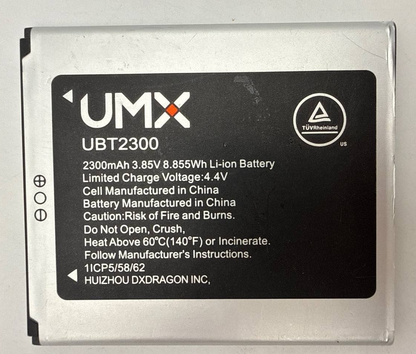 UMX
UBT2300
TÜVRheinland
US
2300mAh 3.85V 8.855Wh Li-ion Battery
Limited Charge Voltage:4.4V
Cell Manufactured in China
Battery Manufactured in China
Caution:Risk of Fire and Burns.
Do Not Open, Crush,
Heat Above 60℃(140°F) or Incinerate.
Follow Manufacturer's Instructions.
1ICP5/58/62
HUIZHOU DXDRAGON INC,